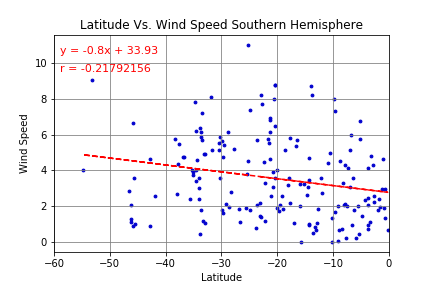 Latitude Vs. Wind Speed Southern Hemisphere
y = -0.8x + 33.93
r = -0.21792156
10
8
6
4
2
0
Wind Speed
−60 −50 −40 −30 −20 −10 0
Latitude